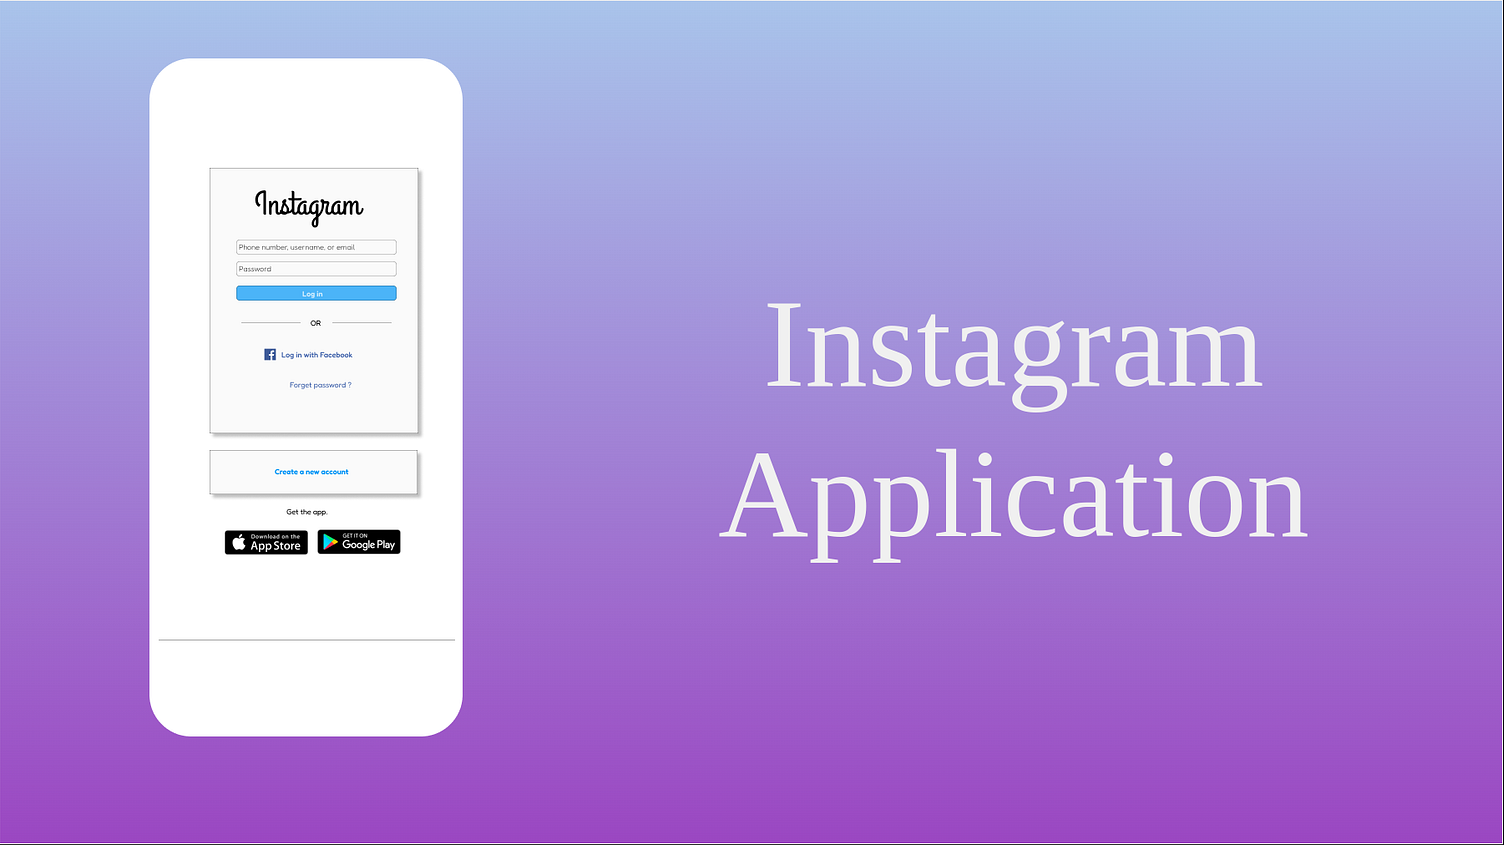 Instagram
Phone number, username, or email
Password
Log in
OR
Log in with Facebook
Forget password ?
Create a new account
Get the app.
Download on the
App Store
GET IT ON
Google Play
Instagram
Application